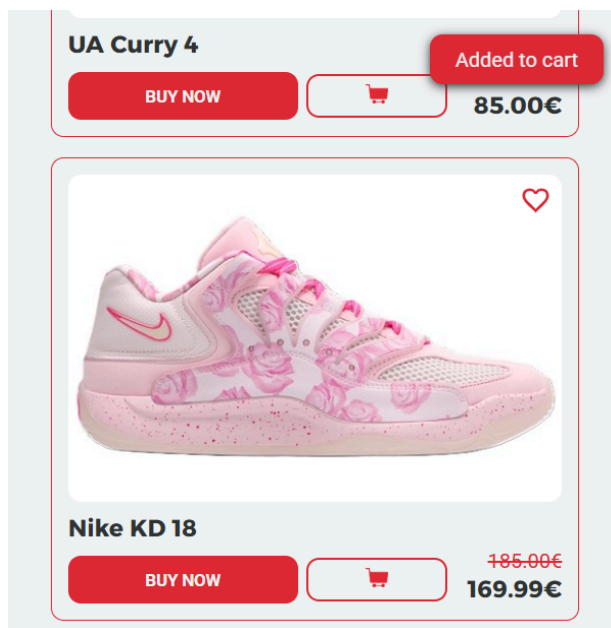 UA Curry 4
Added to cart
BUY NOW
85.00€
Nike KD 18
BUY NOW
185.00€
169.99€